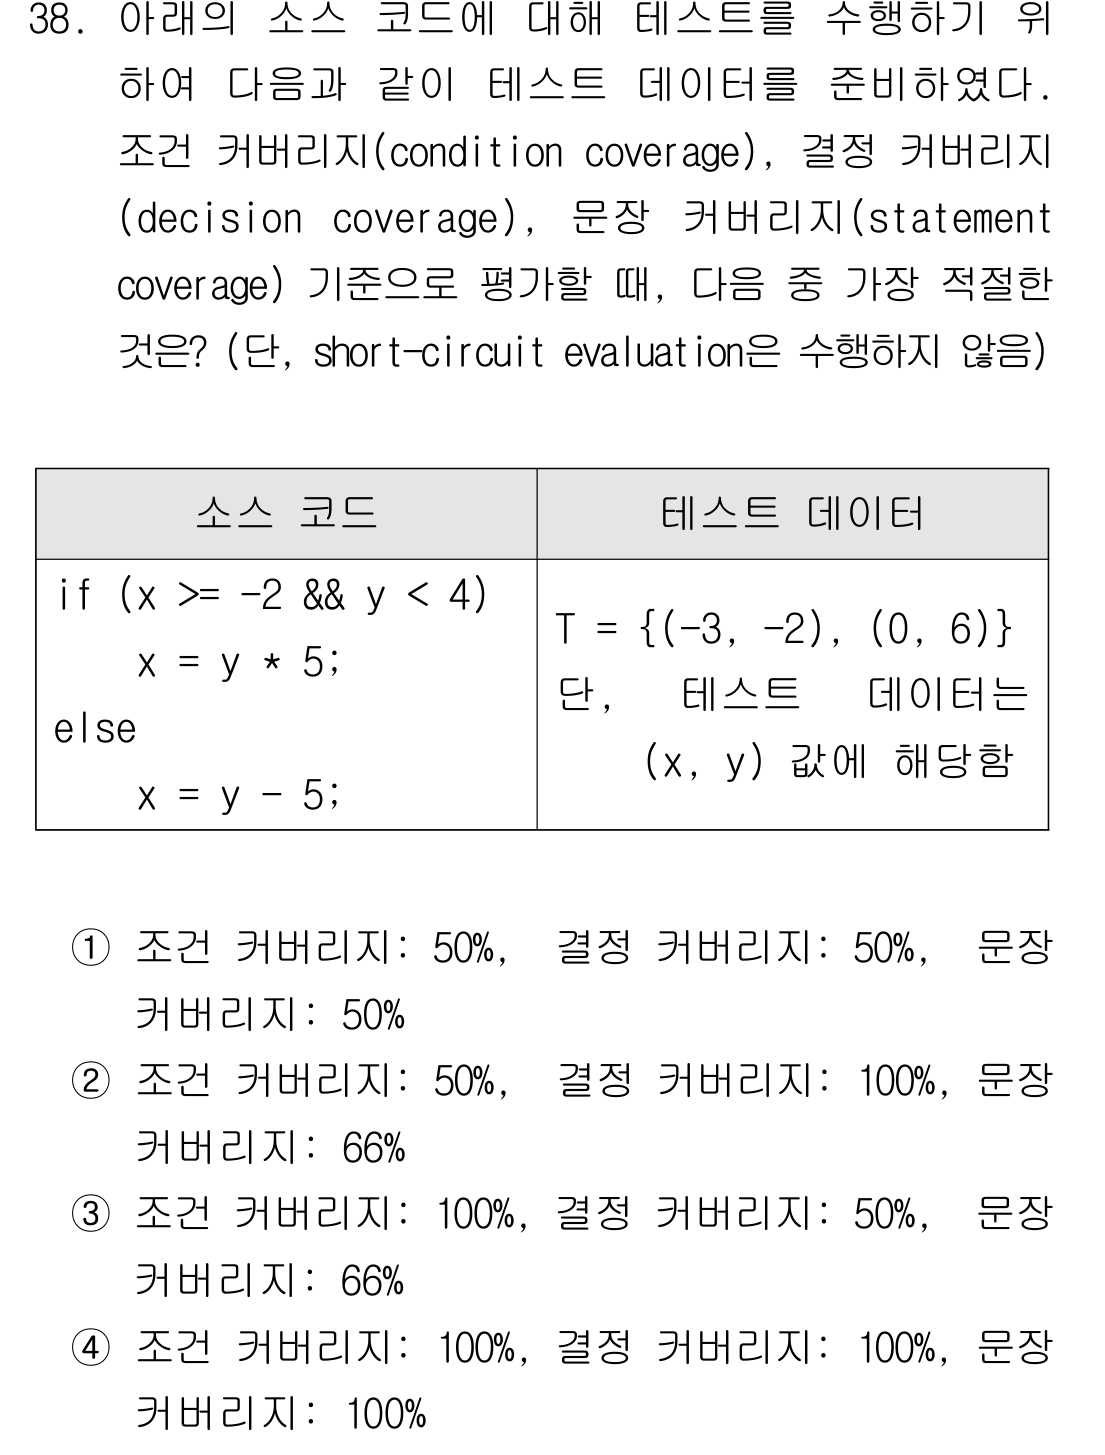 38. 아래의 소스 코드에 대해 테스트를 수행하기 위
하여 다음과 같이 테스트 데이터를 준비하였다.
조건 커버리지(condition coverage), 결정 커버리지
(decision coverage), 문장 커버리지(statement
coverage) 기준으로 평가할 때, 다음 중 가장 적절한
것은? (단, short-circuit evaluation은 수행하지 않음)
소스 코드
테스트 데이터
if (x >= -2 && y < 4)
x = y * 5;
else
x = y - 5;
T = {(-3, -2), (0, 6)}
단, 테스트 데이터는
(x, y) 값에 해당함
① 조건 커버리지: 50%, 결정 커버리지: 50%, 문장
커버리지: 50%
② 조건 커버리지: 50%, 결정 커버리지: 100%, 문장
커버리지: 66%
③ 조건 커버리지: 100%, 결정 커버리지: 50%, 문장
커버리지: 66%
④ 조건 커버리지: 100%, 결정 커버리지: 100%, 문장
커버리지: 100%